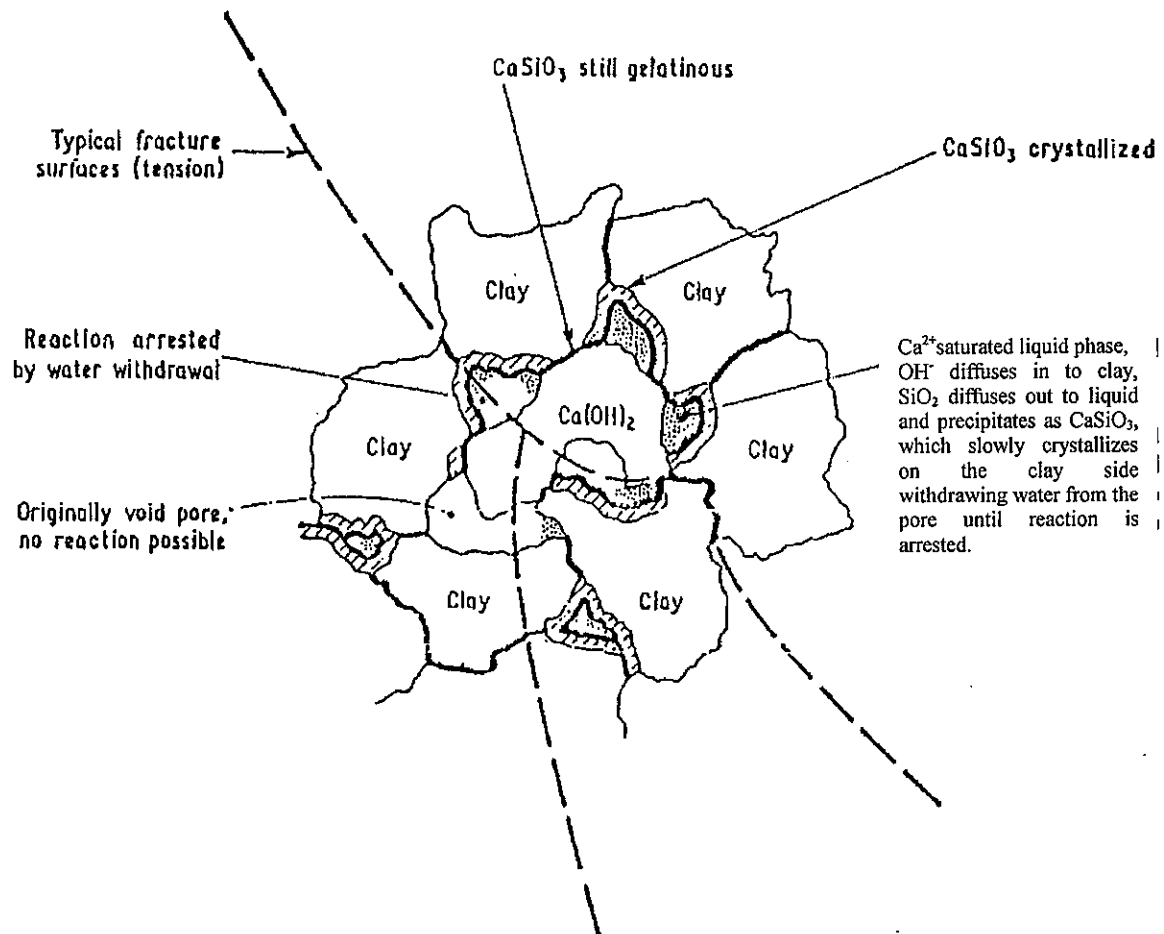 CaSiO₃ still gelatinous
Typical fracture
surfaces (tension)
CaSiO₃ crystallized
Clay
Clay
Reaction arrested
by water withdrawal
Ca²⁺saturated liquid phase,
OH⁻ diffuses in to clay,
SiO₂ diffuses out to liquid
and precipitates as CaSiO₃,
which slowly crystallizes
on the clay side
withdrawing water from the
pore until reaction is
arrested.
Ca(OH)₂
Clay
Clay
Originally void pore,
no reaction possible
Clay
Clay